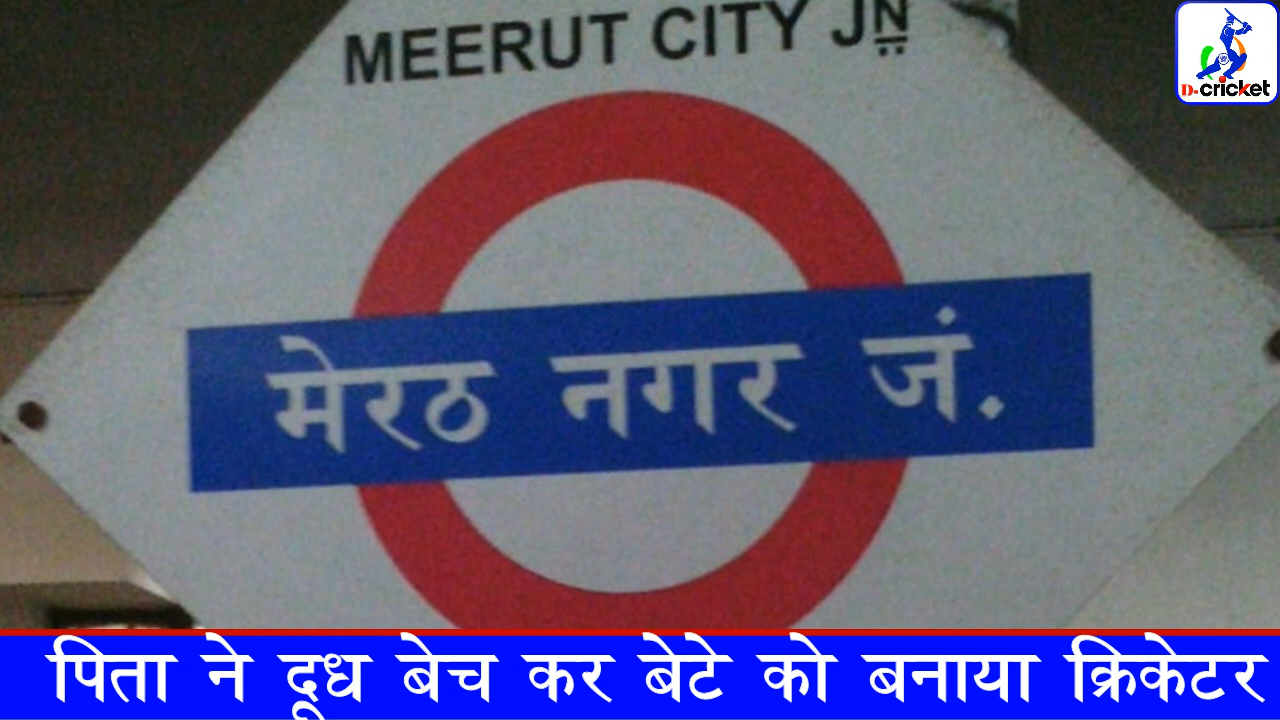 MEERUT CITY JN
D-cricket
मेरठ नगर जं.
पिता ने दूध बेच कर बेटे को बनाया क्रिकेटर